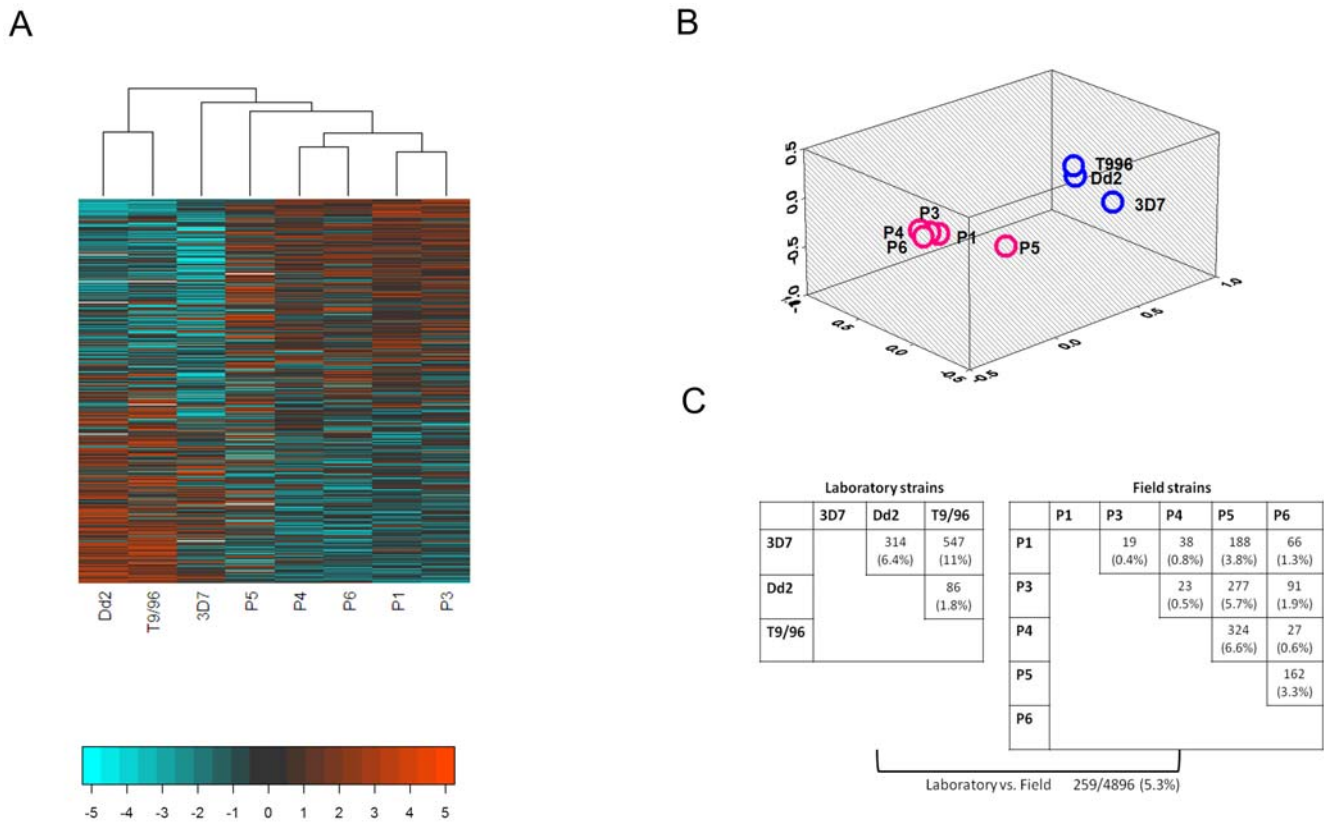 A
Dd2 T9/96 3D7 P5 P4 P6 P1 P3
-5 -4 -3 -2 -1 0 1 2 3 4 5
B
0.5
0.0
-0.5
0.5
0.0
-0.5
-0.5
0.0
0.5
1.0
T996
Dd2
3D7
P3
P4
P6
P1
P5
C
Laboratory strains
3D7 Dd2 T9/96
3D7 314 547
(6.4%) (11%)
Dd2 86
(1.8%)
T9/96
Field strains
P1 P3 P4 P5 P6
P1 19 38 188 66
(0.4%) (0.8%) (3.8%) (1.3%)
P3 23 277 91
(0.5%) (5.7%) (1.9%)
P4 324 27
(6.6%) (0.6%)
P5 162
(3.3%)
P6
Laboratory vs. Field 259/4896 (5.3%)